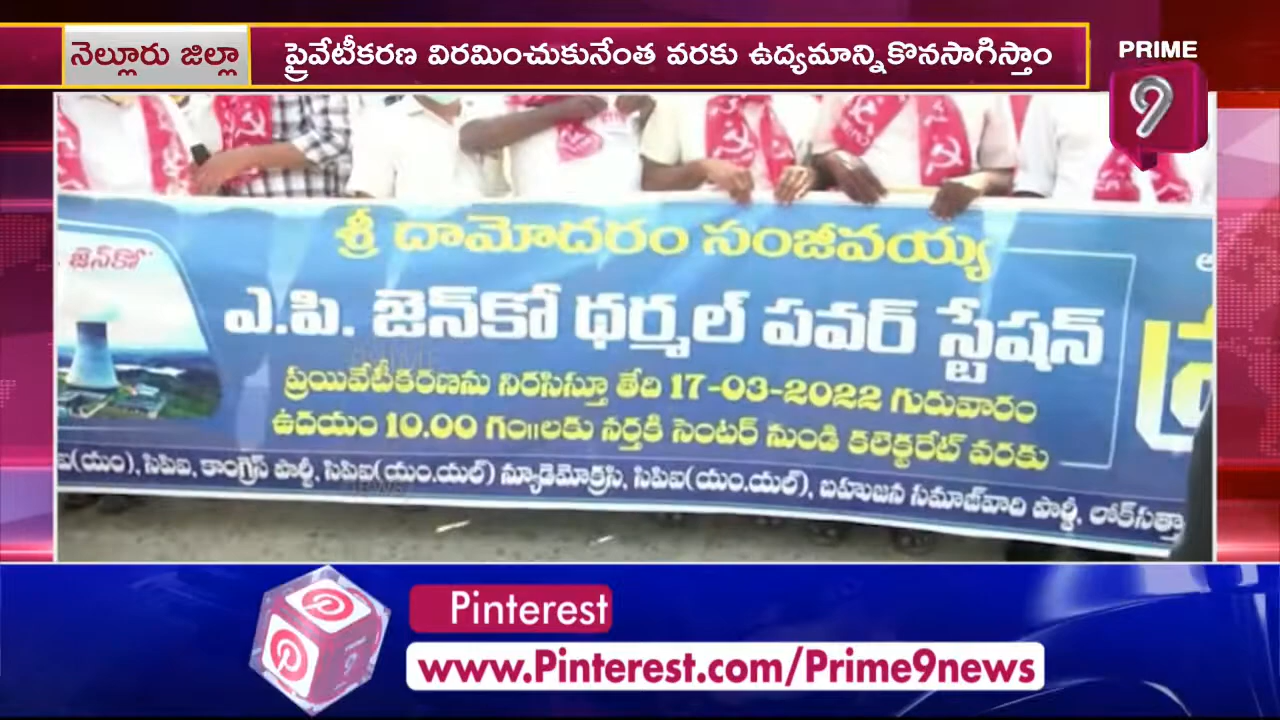 నెల్లూరు జిల్లా
ప్రైవేటీకరణ విరమించుకునేంత వరకు ఉద్యమాన్నికొనసాగిస్తాం
PRIME
9
జెన్‌కో
శ్రీ దామోదరం సంజీవయ్య
ఎ.పి. జెన్‌కో థర్మల్ పవర్ స్టేషన్
ప్రయివేటీకరణను నిరసిస్తూ తేది 17-03-2022 గురువారం
ఉదయం 10.00 గం॥లకు నర్తకి సెంటర్ నుండి కలెక్టరేట్ వరకు
ఐ(యం), సిపిఐ, కాంగ్రెస్ పార్టీ, సిపిఐ(యం.యల్) న్యూడెమోక్రసి, సిపిఐ(యం.యల్), బహుజన సమాజ్‌వాది పార్టీ, లోక్‌సత్తా
Pinterest
www.Pinterest.com/Prime9news